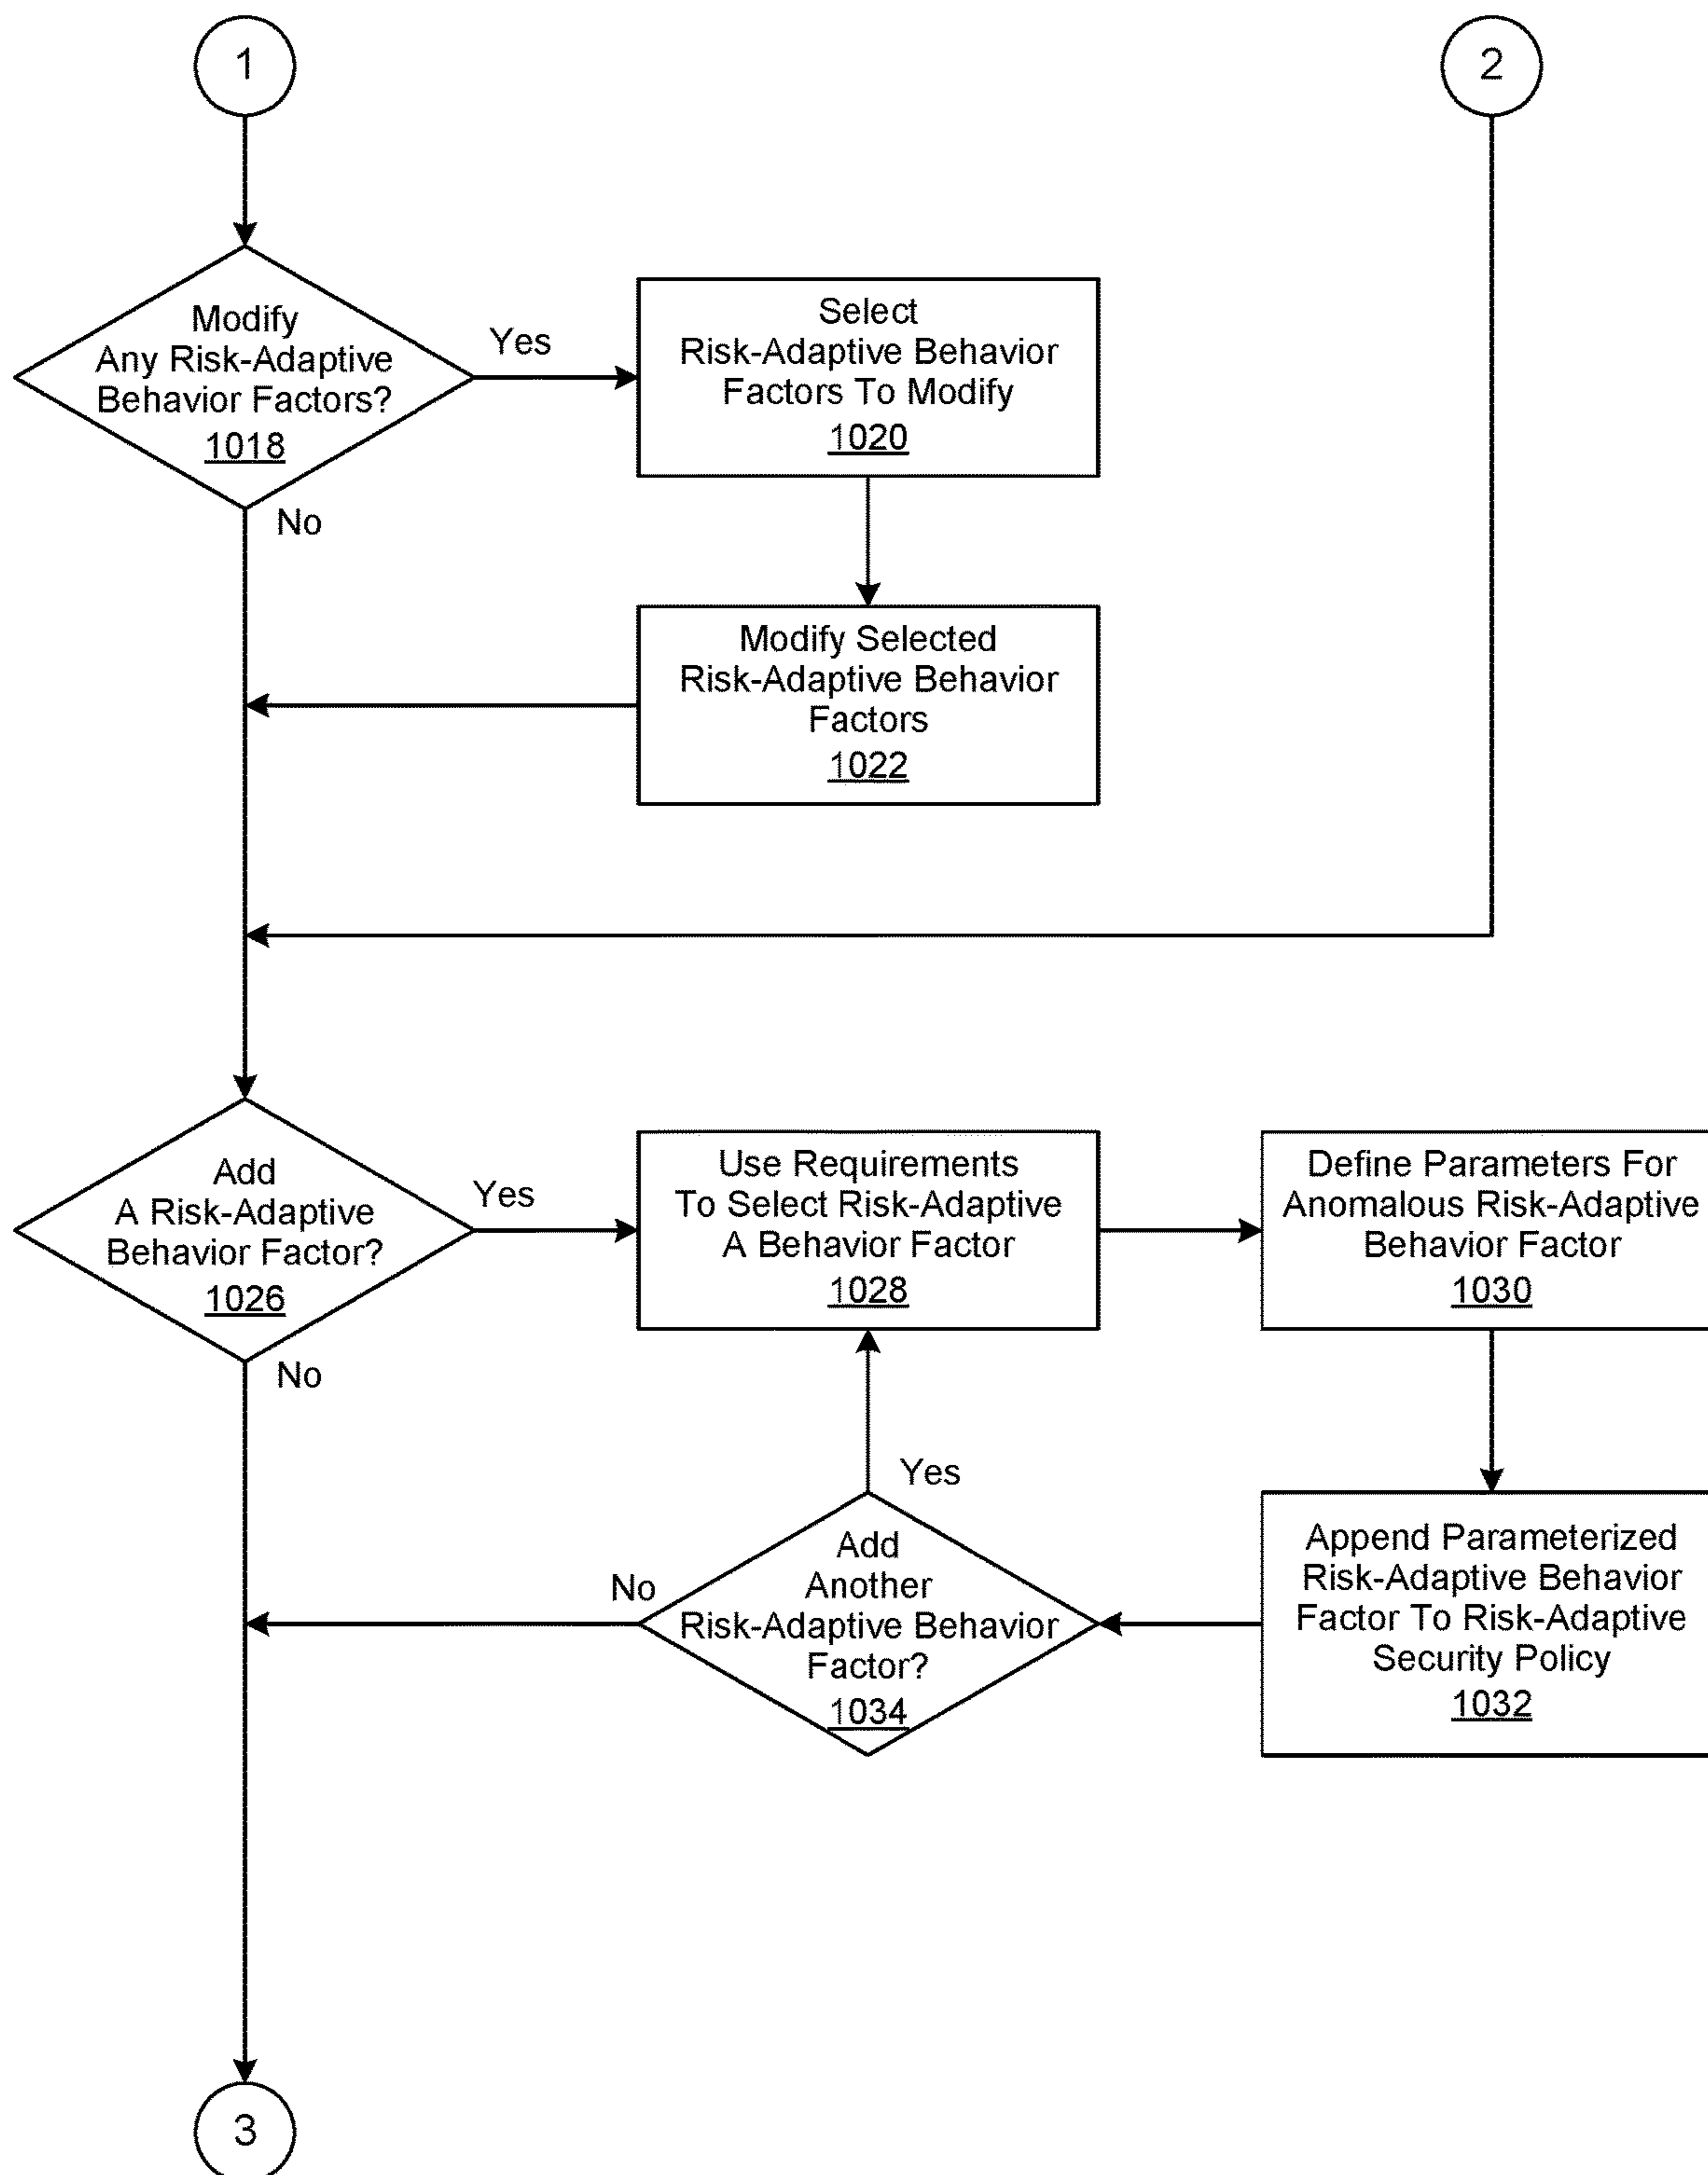 1
2
Modify
Any Risk-Adaptive
Behavior Factors?
1018
Yes
No
Select
Risk-Adaptive Behavior
Factors To Modify
1020
Modify Selected
Risk-Adaptive Behavior
Factors
1022
Add
A Risk-Adaptive
Behavior Factor?
1026
Yes
No
Use Requirements
To Select Risk-Adaptive
A Behavior Factor
1028
Define Parameters For
Anomalous Risk-Adaptive
Behavior Factor
1030
Append Parameterized
Risk-Adaptive Behavior
Factor To Risk-Adaptive
Security Policy
1032
Add
Another
Risk-Adaptive Behavior
Factor?
1034
Yes
No
3